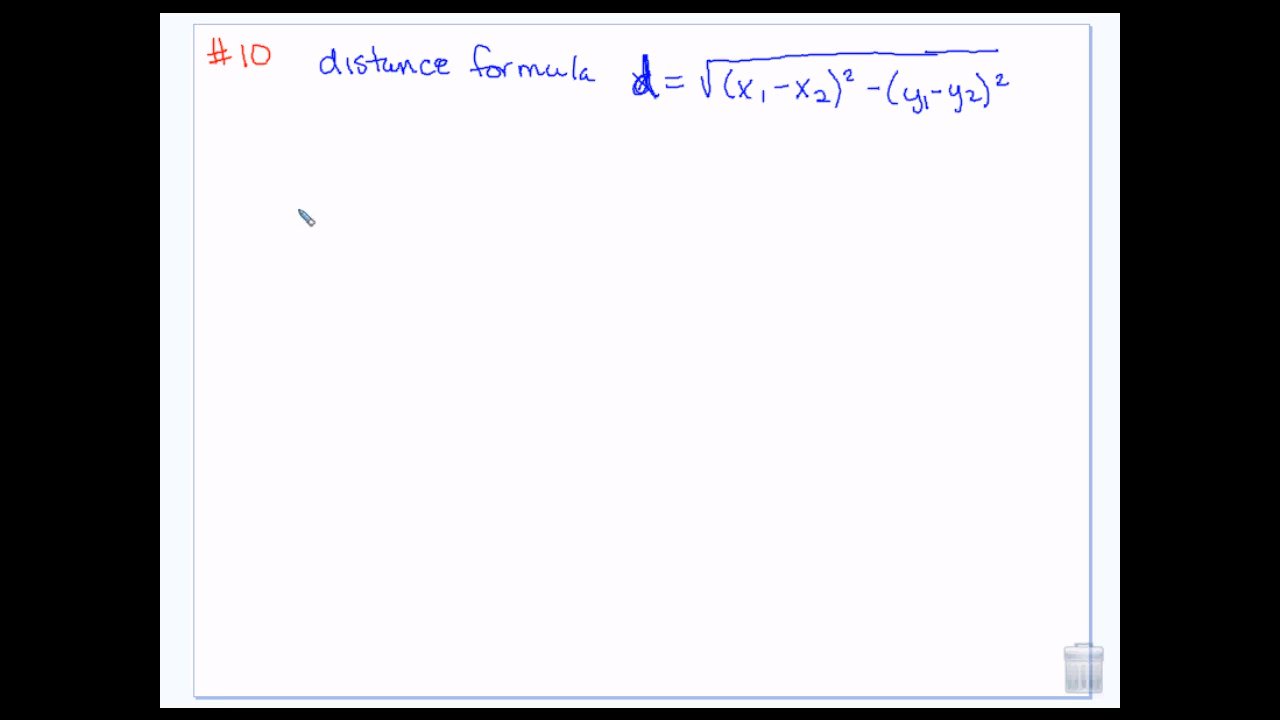 #10 distance formula d = √(x₁-x₂)² -(y₁-y₂)²